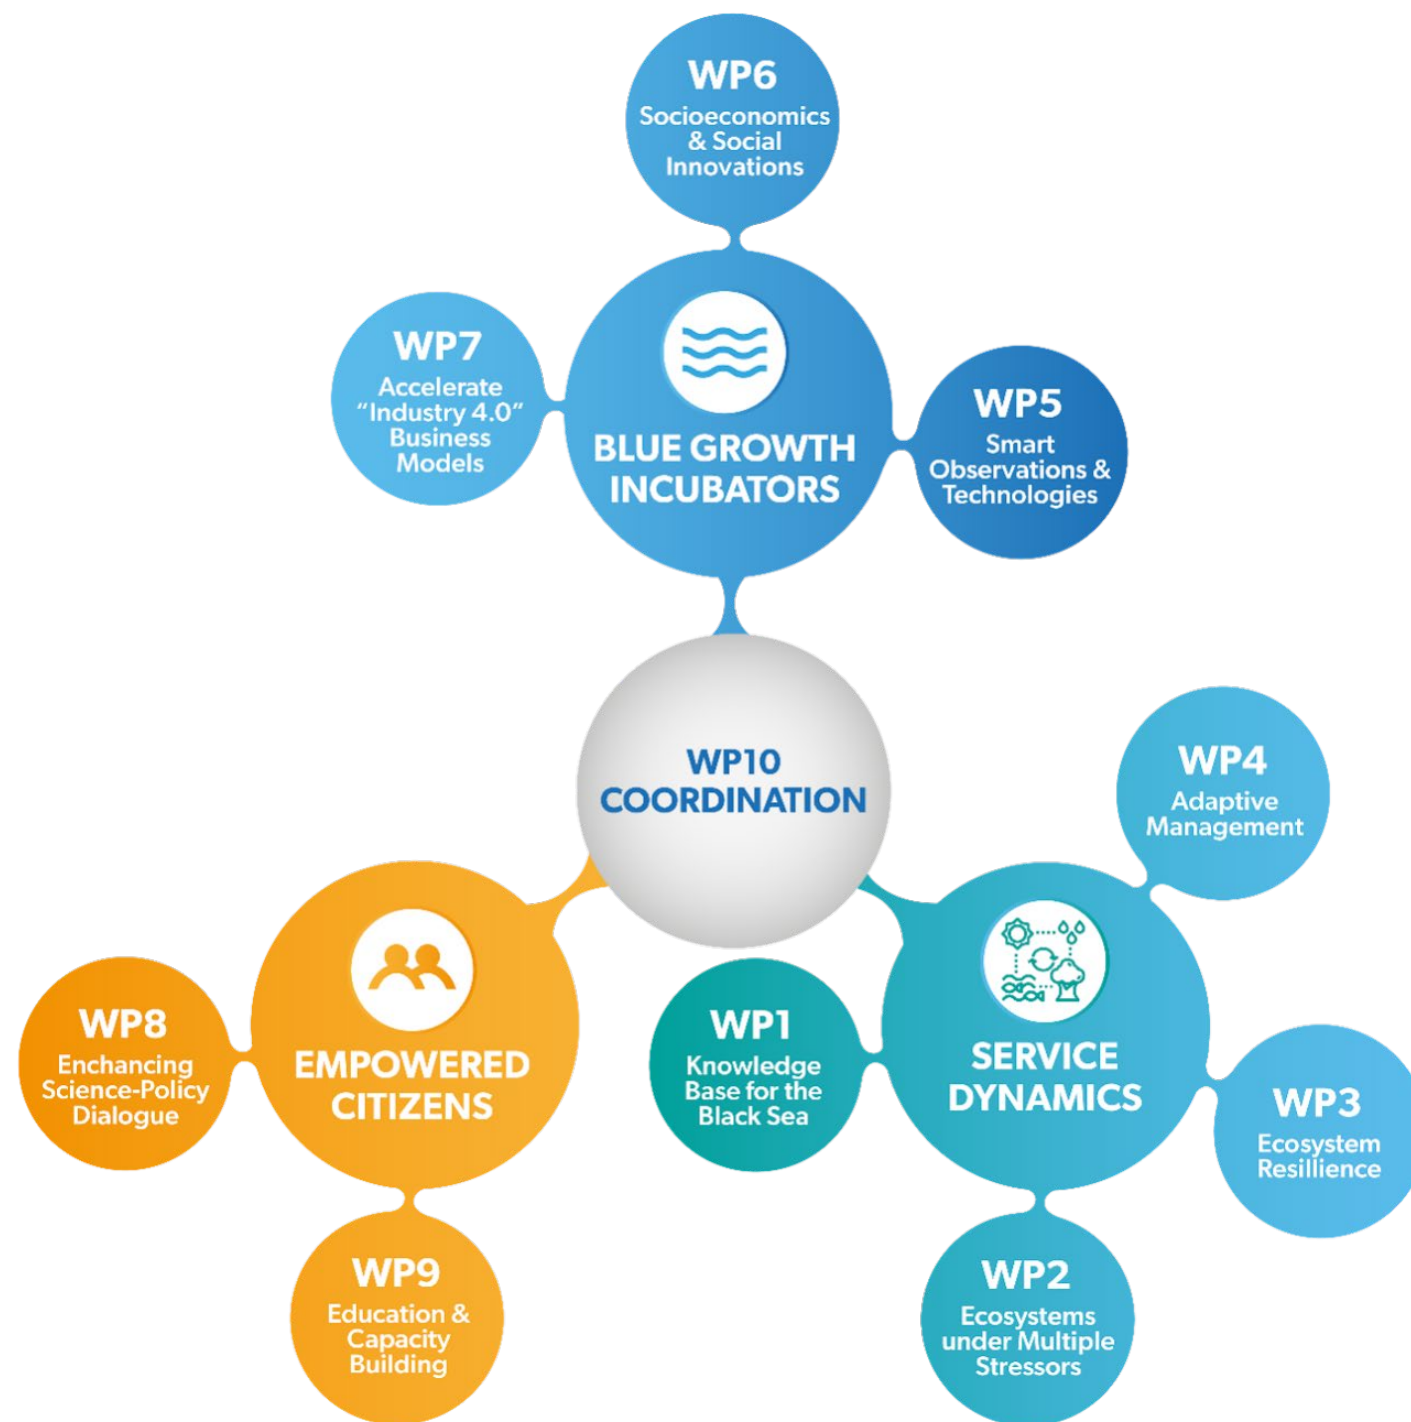 WP6
Socioeconomics
& Social
Innovations
WP7
Accelerate
“Industry 4.0”
Business
Models
BLUE GROWTH
INCUBATORS
WP5
Smart
Observations &
Technologies
WP10
COORDINATION
WP4
Adaptive
Management
WP8
Enchancing
Science-Policy
Dialogue
EMPOWERED
CITIZENS
WP1
Knowledge
Base for the
Black Sea
SERVICE
DYNAMICS
WP3
Ecosystem
Resillience
WP9
Education &
Capacity
Building
WP2
Ecosystems
under Multiple
Stressors